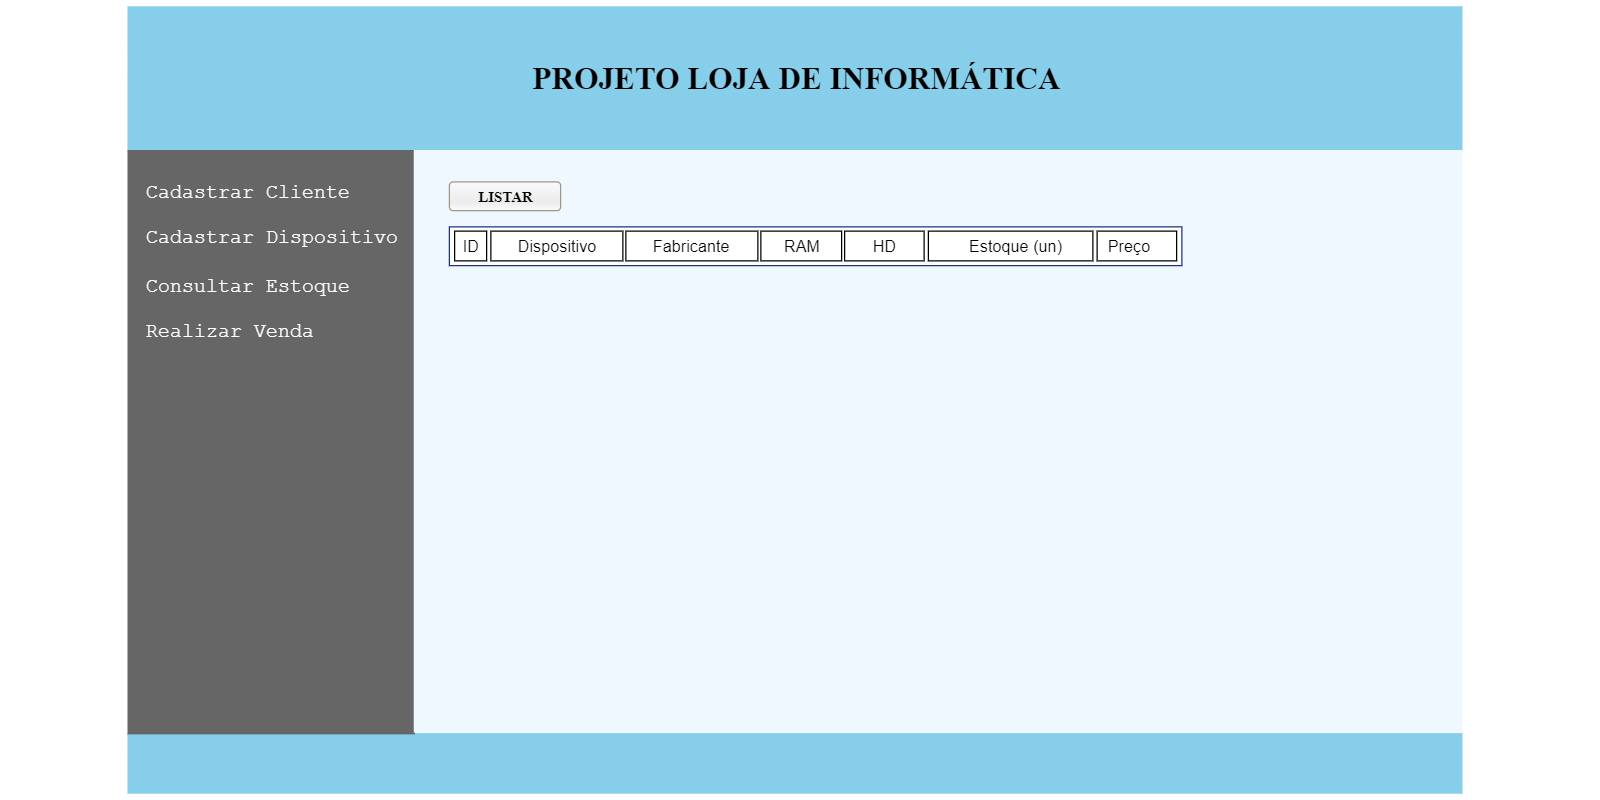 PROJETO LOJA DE INFORMÁTICA
Cadastrar Cliente
Cadastrar Dispositivo
Consultar Estoque
Realizar Venda
LISTAR
ID Dispositivo Fabricante RAM HD Estoque (un) Preço